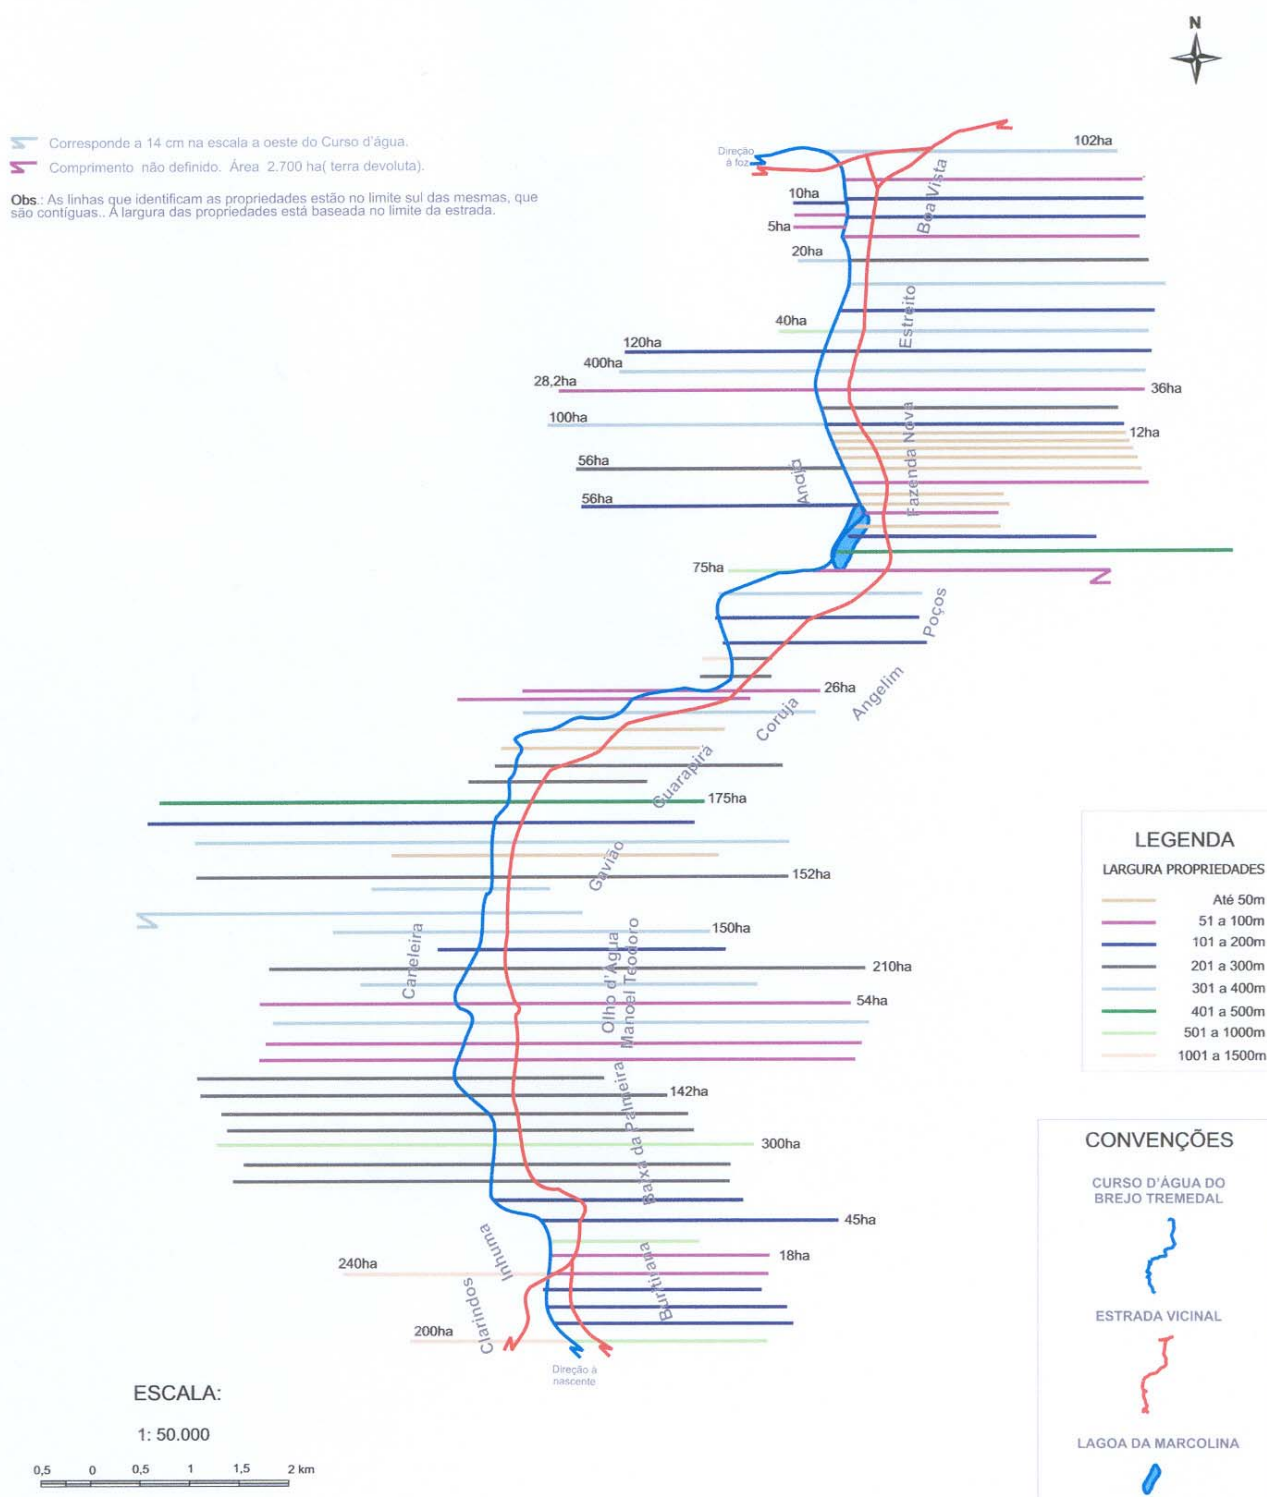 N
Corresponde a 14 cm na escala a oeste do Curso d'água.
Comprimento não definido. Área 2.700 ha( terra devoluta).
Obs.: As linhas que identificam as propriedades estão no limite sul das mesmas, que
são contíguas.. A largura das propriedades está baseada no limite da estrada.
Direção
à foz
102ha
Boa Vista
10ha
5ha
20ha
Estreito
40ha
120ha
400ha
28,2ha
36ha
100ha
12ha
Fazenda Nova
56ha
Anajá
56ha
75ha
Poços
26ha
Angelim
Coruja
Guarapirá
175ha
Gavião
152ha
150ha
Caneleira
Olho d'Água
Manoel Teodoro
210ha
54ha
142ha
Baixa da Palmeira
300ha
45ha
Inhuma
18ha
240ha
Buritirama
Clarindos
200ha
Direção à
nascente
LEGENDA
LARGURA PROPRIEDADES
Até 50m
51 a 100m
101 a 200m
201 a 300m
301 a 400m
401 a 500m
501 a 1000m
1001 a 1500m
CONVENÇÕES
CURSO D'ÁGUA DO
BREJO TREMEDAL
ESTRADA VICINAL
LAGOA DA MARCOLINA
ESCALA:
1: 50.000
0,5 0 0,5 1 1,5 2 km